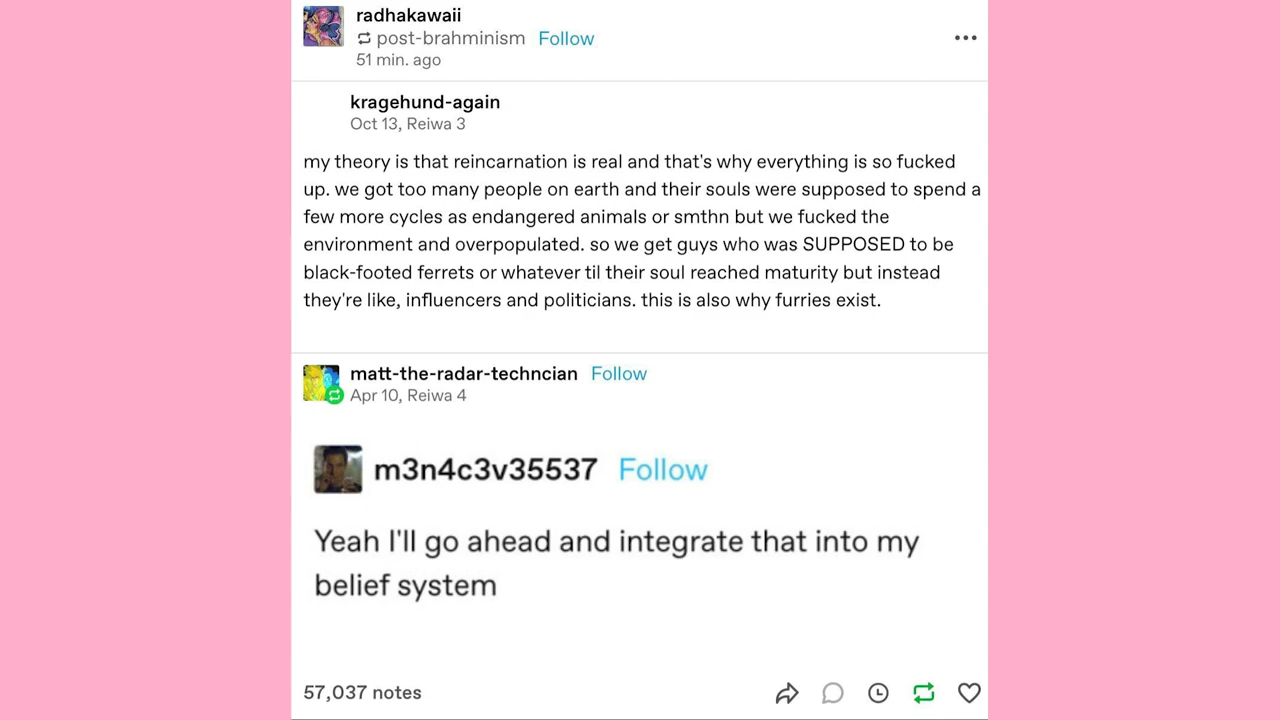 radhakawaii
post-brahminism Follow
51 min. ago
kragehund-again
Oct 13, Reiwa 3
my theory is that reincarnation is real and that's why everything is so fucked
up. we got too many people on earth and their souls were supposed to spend a
few more cycles as endangered animals or smthn but we fucked the
environment and overpopulated. so we get guys who was SUPPOSED to be
black-footed ferrets or whatever til their soul reached maturity but instead
they're like, influencers and politicians. this is also why furries exist.
matt-the-radar-techncian Follow
Apr 10, Reiwa 4
m3n4c3v35537 Follow
Yeah I'll go ahead and integrate that into my
belief system
57,037 notes